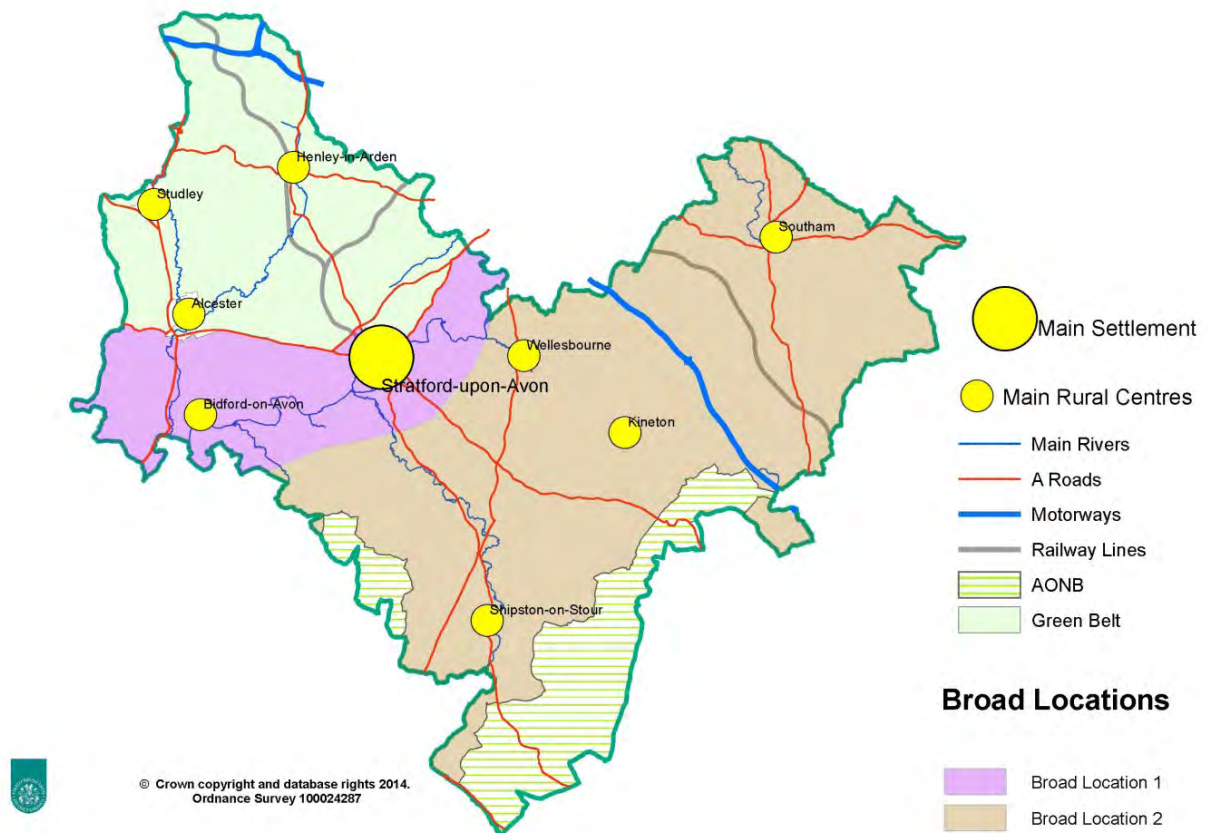 Henley-in-Arden
Studley
Southam
Alcester
Wellesbourne
Stratford-upon-Avon
Bidford-on-Avon
Kineton
Shipston-on-Stour
Main Settlement
Main Rural Centres
Main Rivers
A Roads
Motorways
Railway Lines
AONB
Green Belt
Broad Locations
Broad Location 1
Broad Location 2
© Crown copyright and database rights 2014.
Ordnance Survey 100024287